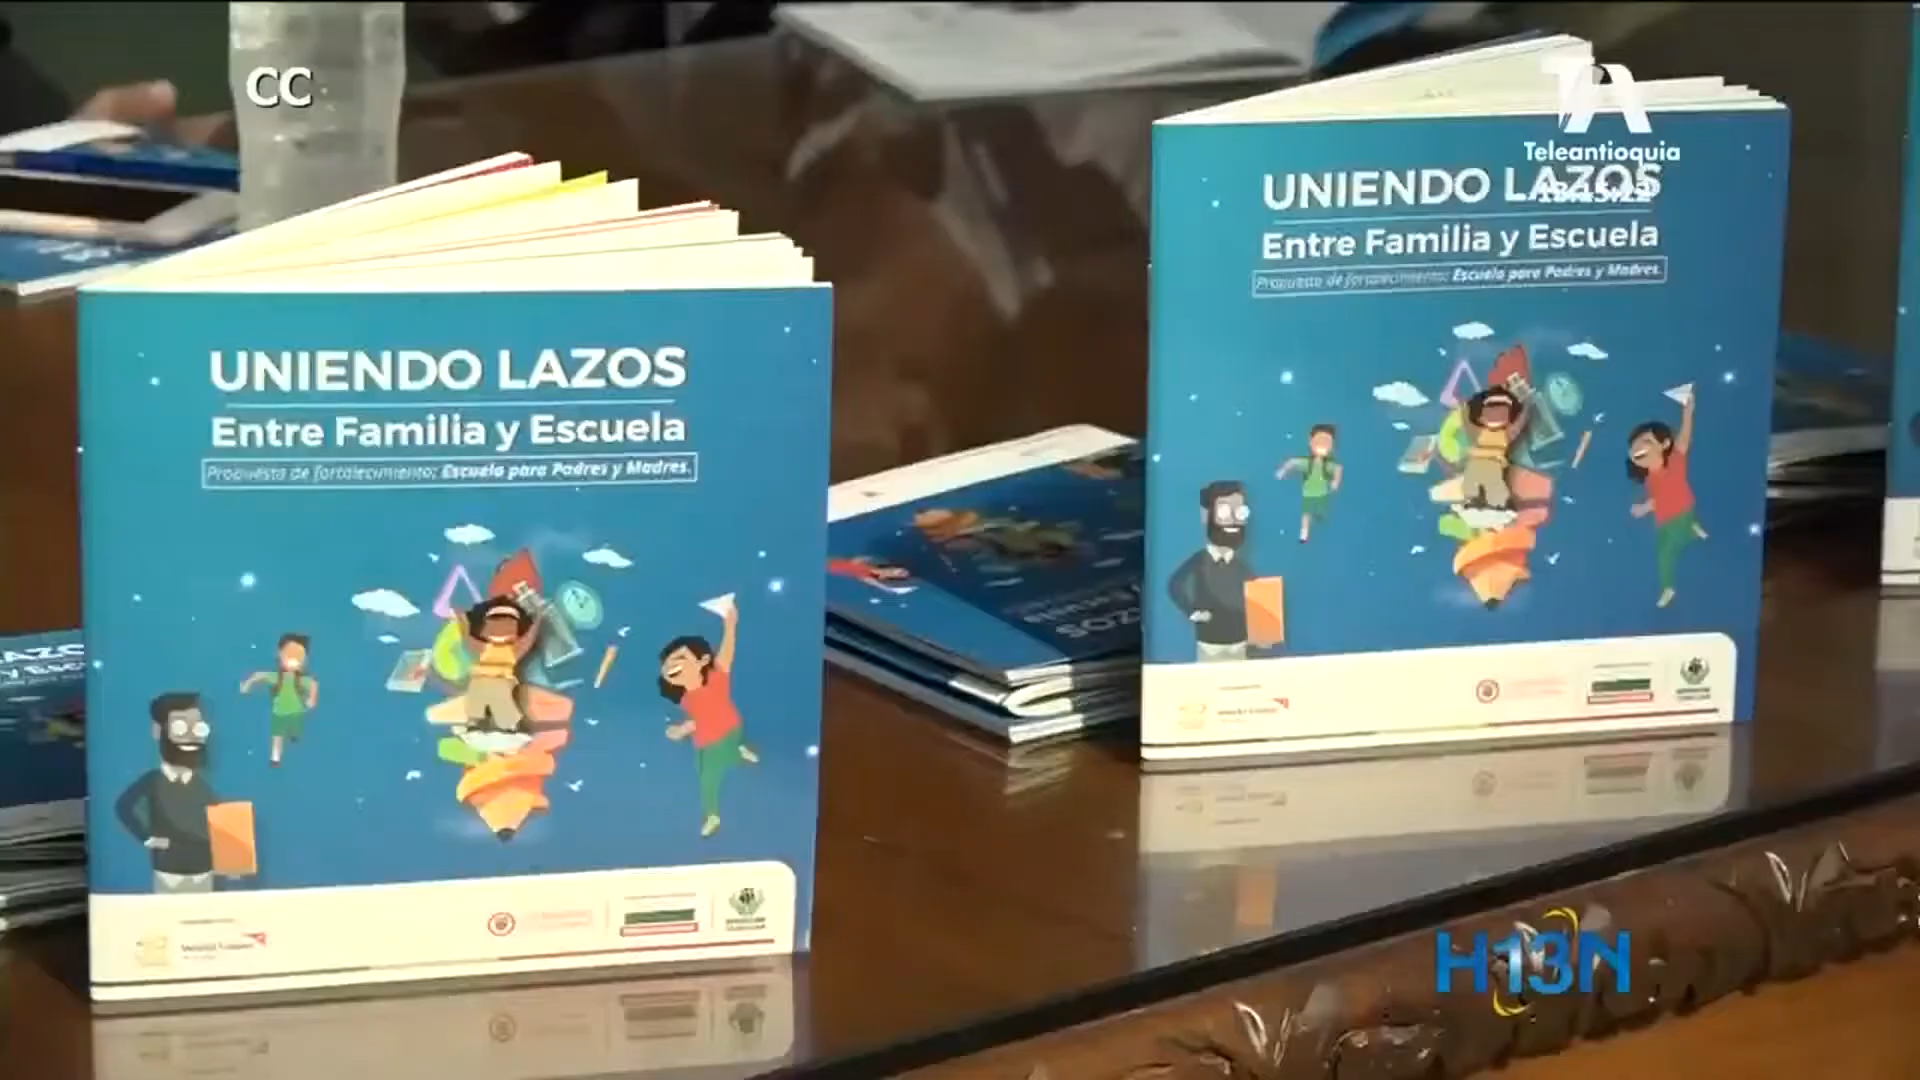 CC
Teleantioquia
UNIENDO LAZOS
Entre Familia y Escuela
Propuesta de fortalecimiento: Escuela para Padres y Madres.
UNIENDO LAZOS
Entre Familia y Escuela
Propuesta de fortalecimiento: Escuela para Padres y Madres.
H13N